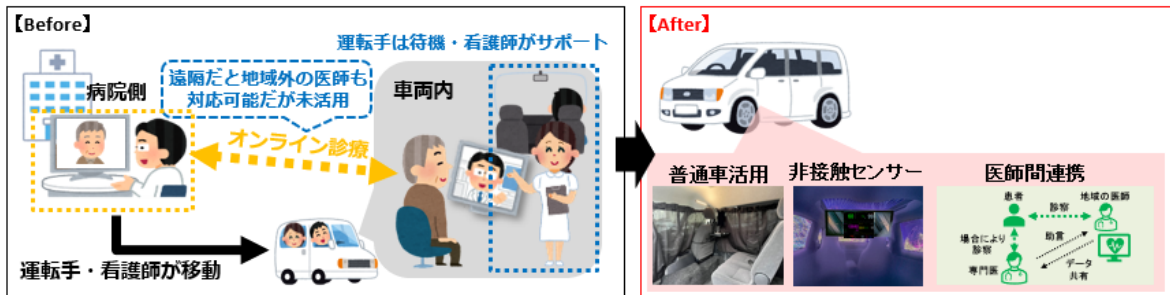 【Before】
運転手は待機・看護師がサポート
遠隔だと地域外の医師も
対応可能だが未活用
病院側
車両内
オンライン診療
運転手・看護師が移動
【After】
普通車活用
非接触センサー
医師間連携
患者
地域の医師
診察
場合により
診察
助言
専門医
データ
共有